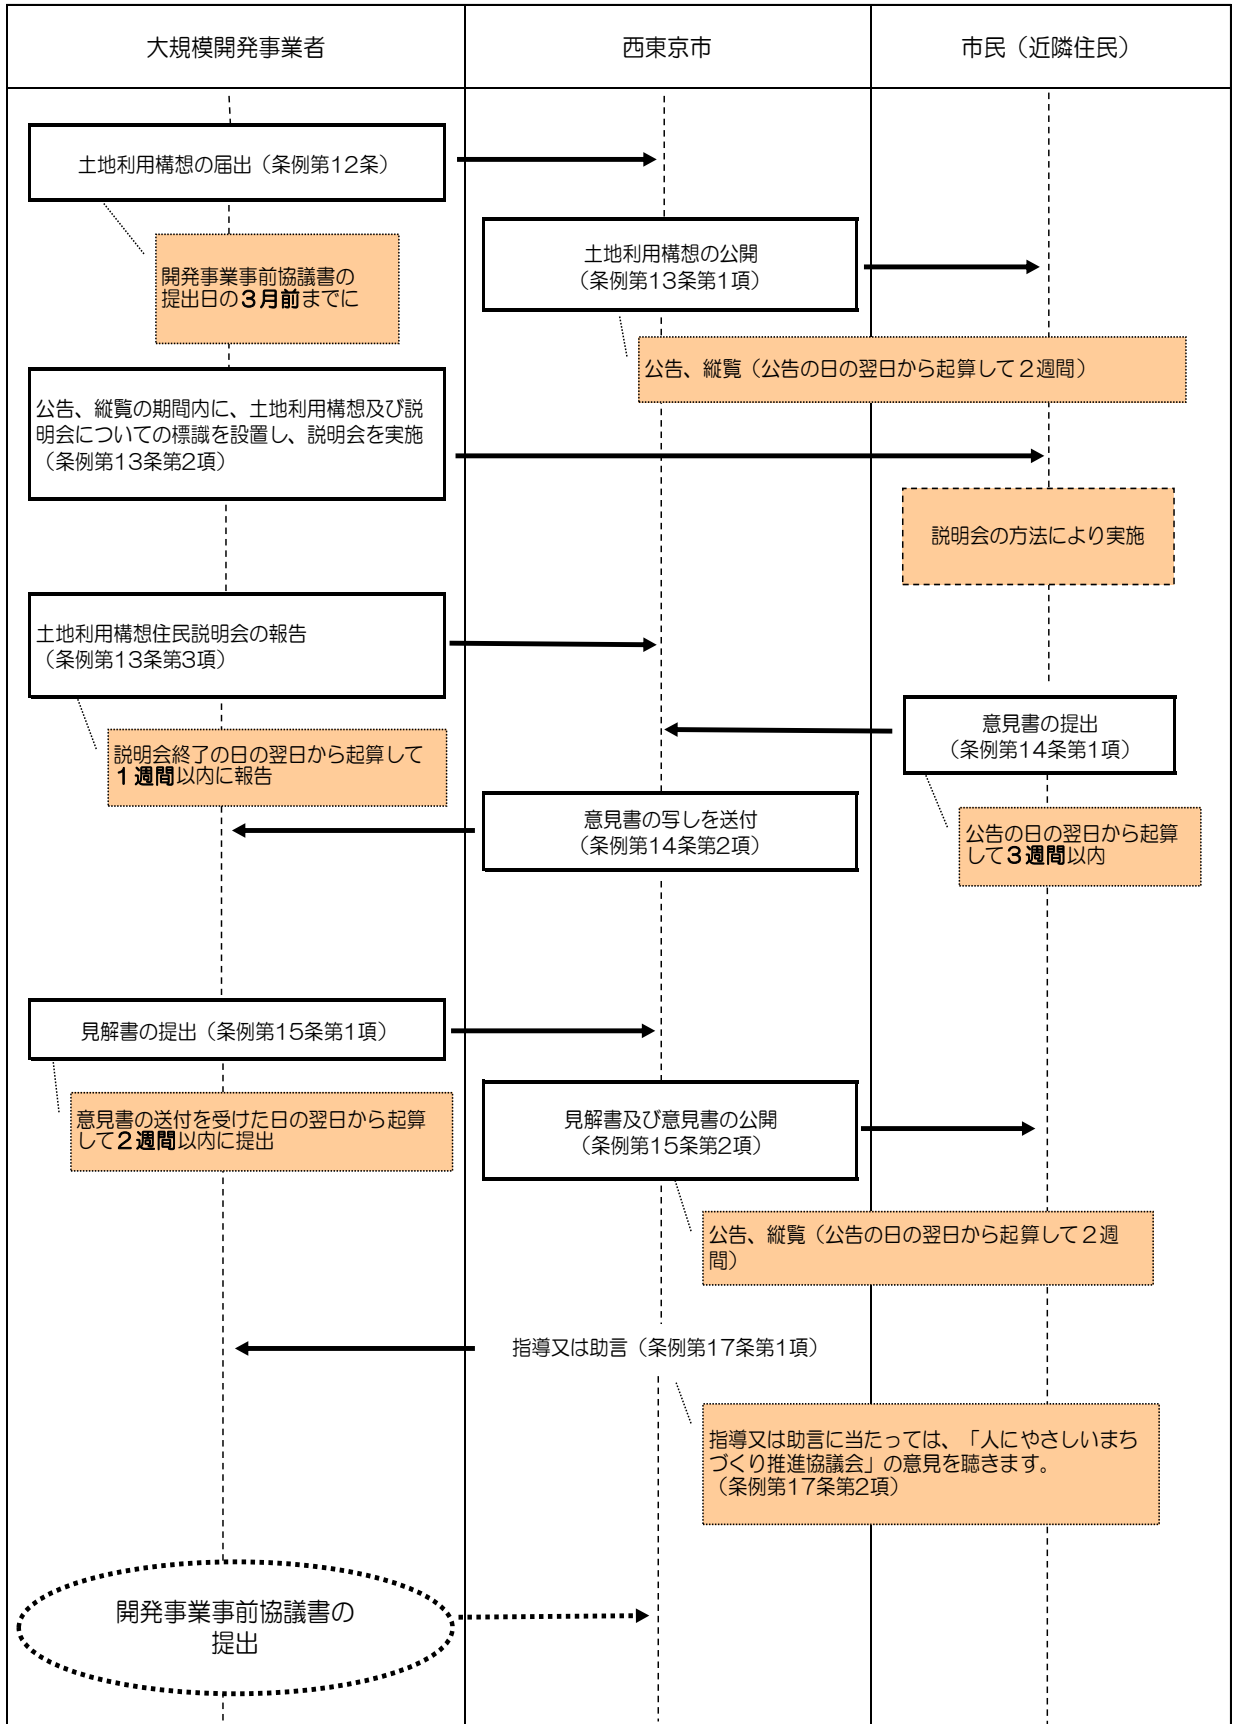 大規模開発事業者
西東京市
市民（近隣住民）
土地利用構想の届出（条例第12条）
開発事業事前協議書の
提出日の３月前までに
土地利用構想の公開
（条例第13条第1項）
公告、縦覧（公告の日の翌日から起算して２週間）
公告、縦覧の期間内に、土地利用構想及び説
明会についての標識を設置し、説明会を実施
（条例第13条第2項）
説明会の方法により実施
土地利用構想住民説明会の報告
（条例第13条第3項）
説明会終了の日の翌日から起算して
１週間以内に報告
意見書の提出
（条例第14条第1項）
公告の日の翌日から起算
して３週間以内
意見書の写しを送付
（条例第14条第2項）
見解書の提出（条例第15条第1項）
意見書の送付を受けた日の翌日から起算
して２週間以内に提出
見解書及び意見書の公開
（条例第15条第2項）
公告、縦覧（公告の日の翌日から起算して２週
間）
指導又は助言（条例第17条第1項）
指導又は助言に当たっては、「人にやさしいまち
づくり推進協議会」の意見を聴きます。
（条例第17条第2項）
開発事業事前協議書の
提出